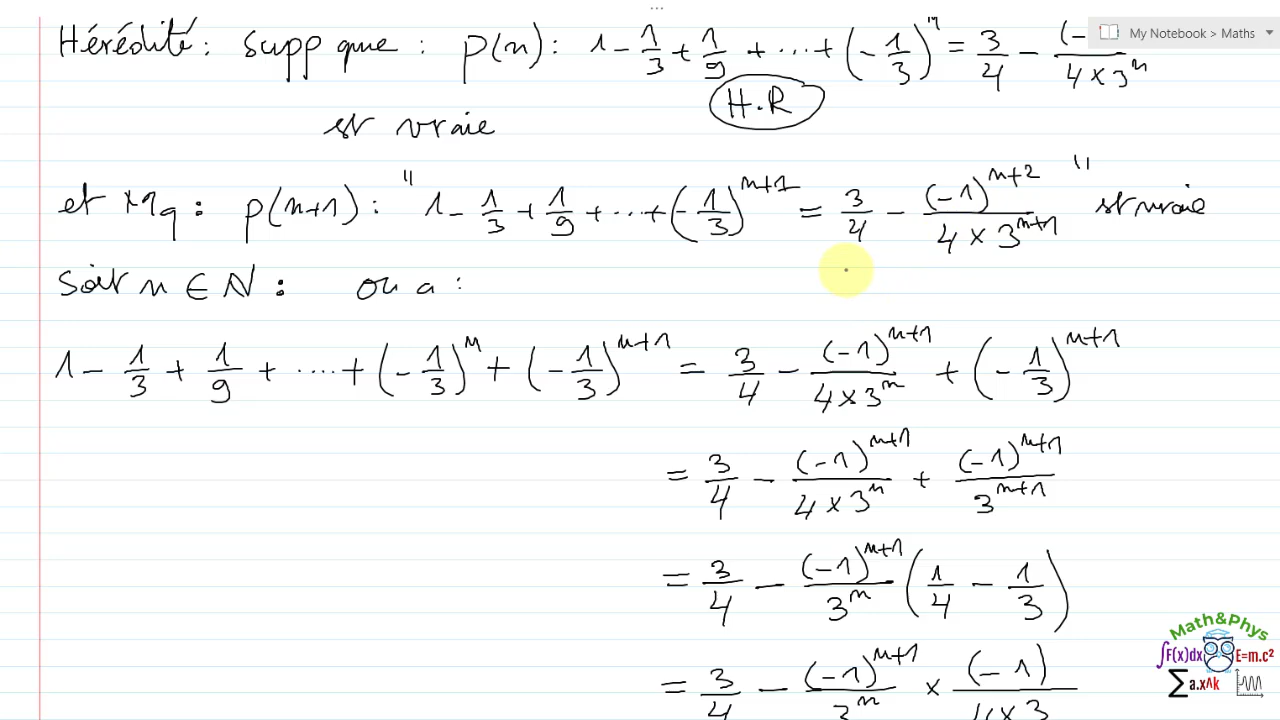 ...
My Notebook > Maths
Hérédité : supp que : p(n) : 1 - 1/3 + 1/9 + ... + (-1/3)^n = 3/4 - (-/(4 × 3^n)
H.R
st vraie
et Mq : p(n+1) : " 1 - 1/3 + 1/9 + ... + (-1/3)^(n+1) = 3/4 - (-1)^(n+2)/(4 × 3^(n+1)) " st vraie
Soit n ∈ ℕ : on a :
1 - 1/3 + 1/9 + .... + (-1/3)^n + (-1/3)^(n+1) = 3/4 - (-1)^(n+1)/(4 × 3^n) + (-1/3)^(n+1)
= 3/4 - (-1)^(n+1)/(4 × 3^n) + (-1)^(n+1)/3^(n+1)
= 3/4 - (-1)^(n+1)/3^n (1/4 - 1/3)
= 3/4 - (-1)^(n+1)/3^n × (-1)/(4×3)
Math&Phys
∫F(x)dx E=m.c²
∑ a.x∧k